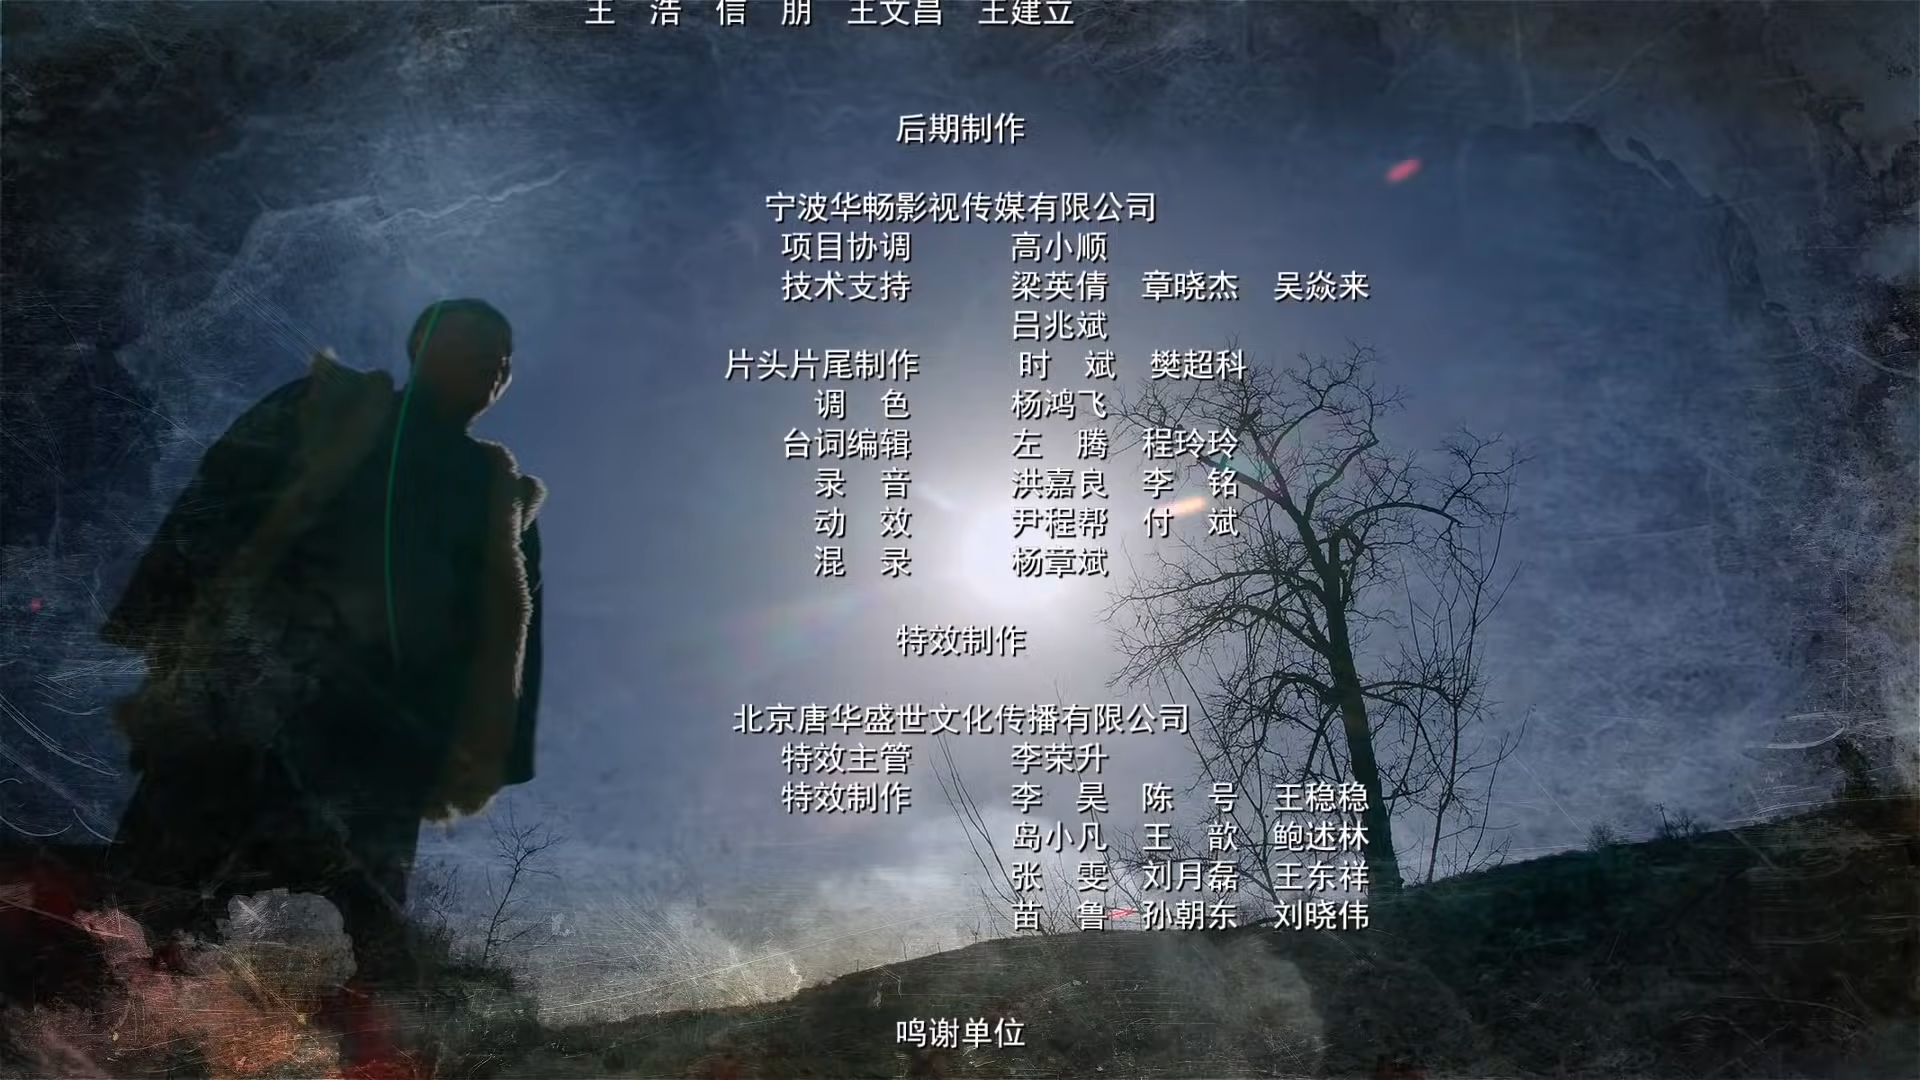 王　浩　信　朋　王文昌　王建立
后期制作
宁波华畅影视传媒有限公司
项目协调　高小顺
技术支持　梁英倩　章晓杰　吴焱来
吕兆斌
片头片尾制作　时　斌　樊超科
调　色　杨鸿飞
台词编辑　左　腾　程玲玲
录　音　洪嘉良　李　铭
动　效　尹程帮　付　斌
混　录　杨章斌
特效制作
北京唐华盛世文化传播有限公司
特效主管　李荣升
特效制作　李　昊　陈　号　王稳稳
岛小凡　王　歆　鲍述林
张　雯　刘月磊　王东祥
苗　鲁　孙朝东　刘晓伟
鸣谢单位